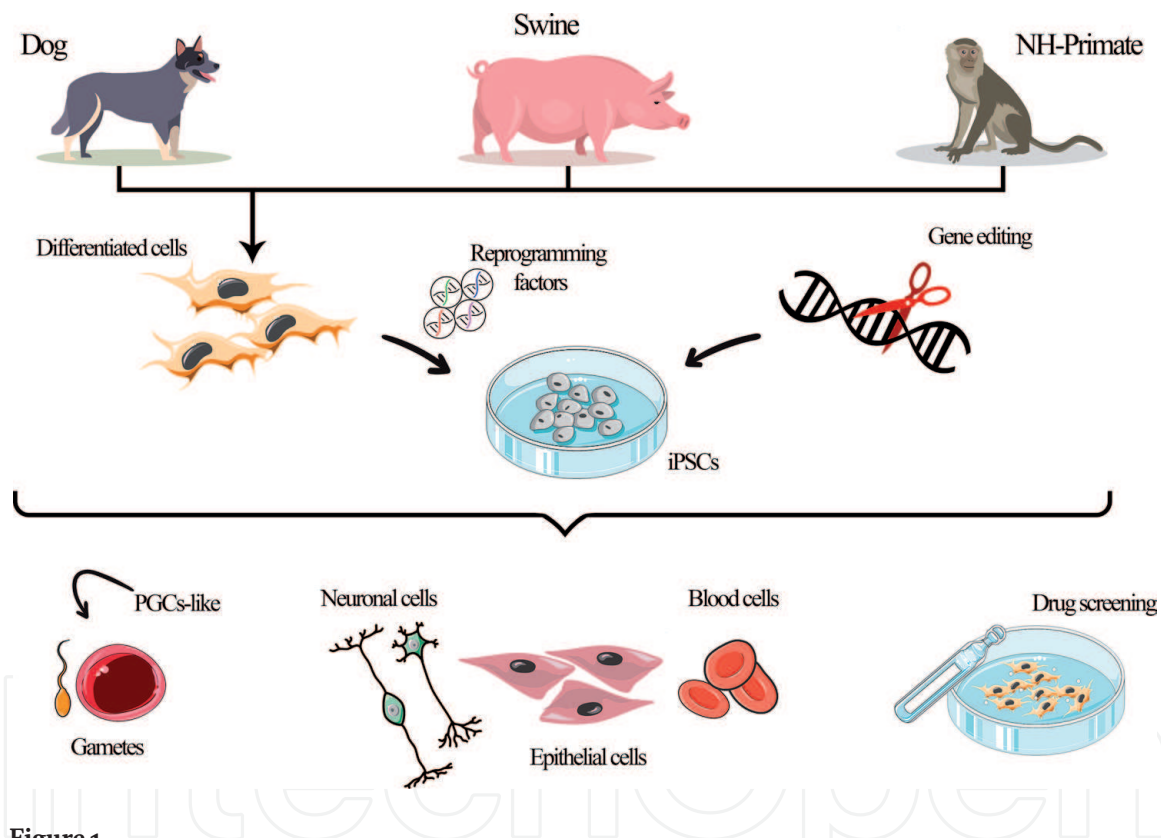 Dog
Swine
NH-Primate
Differentiated cells
Reprogramming
factors
Gene editing
iPSCs
PGCs-like
Neuronal cells
Blood cells
Drug screening
Gametes
Epithelial cells
IntechOpen
Figure 1